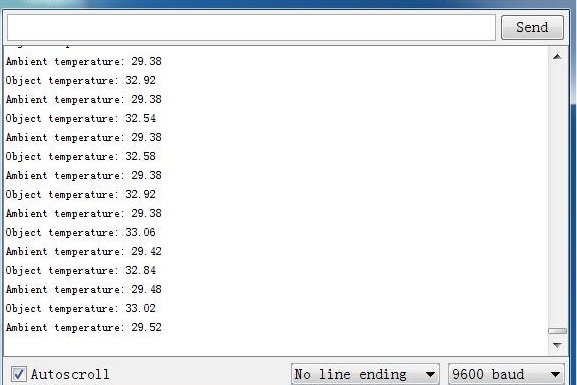 Send
Ambient temperature: 29.38
Object temperature: 32.92
Ambient temperature: 29.38
Object temperature: 32.54
Ambient temperature: 29.38
Object temperature: 32.58
Ambient temperature: 29.38
Object temperature: 32.92
Ambient temperature: 29.38
Object temperature: 33.06
Ambient temperature: 29.42
Object temperature: 32.84
Ambient temperature: 29.48
Object temperature: 33.02
Ambient temperature: 29.52
Autoscroll No line ending 9600 baud